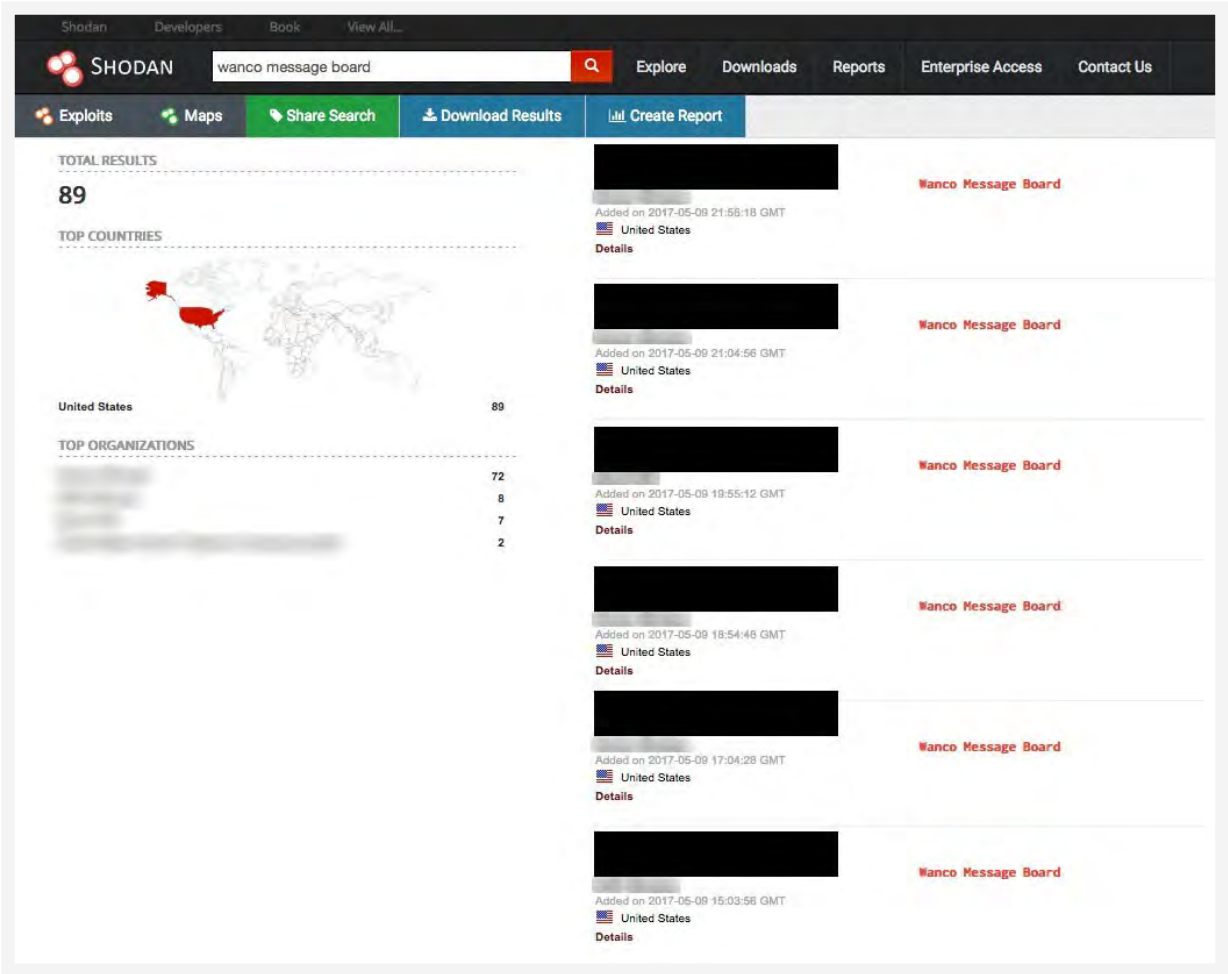 Shodan Developers Book View All...
SHODAN wanco message board Explore Downloads Reports Enterprise Access Contact Us
Exploits Maps Share Search Download Results Create Report
TOTAL RESULTS
89
TOP COUNTRIES
United States 89
TOP ORGANIZATIONS
72
8
7
2
Wanco Message Board
Added on 2017-05-09 21:55:18 GMT
United States
Details
Wanco Message Board
Added on 2017-05-09 21:04:56 GMT
United States
Details
Wanco Message Board
Added on 2017-05-09 19:55:12 GMT
United States
Details
Wanco Message Board
Added on 2017-05-09 18:54:46 GMT
United States
Details
Wanco Message Board
Added on 2017-05-09 17:04:28 GMT
United States
Details
Wanco Message Board
Added on 2017-05-09 15:03:56 GMT
United States
Details